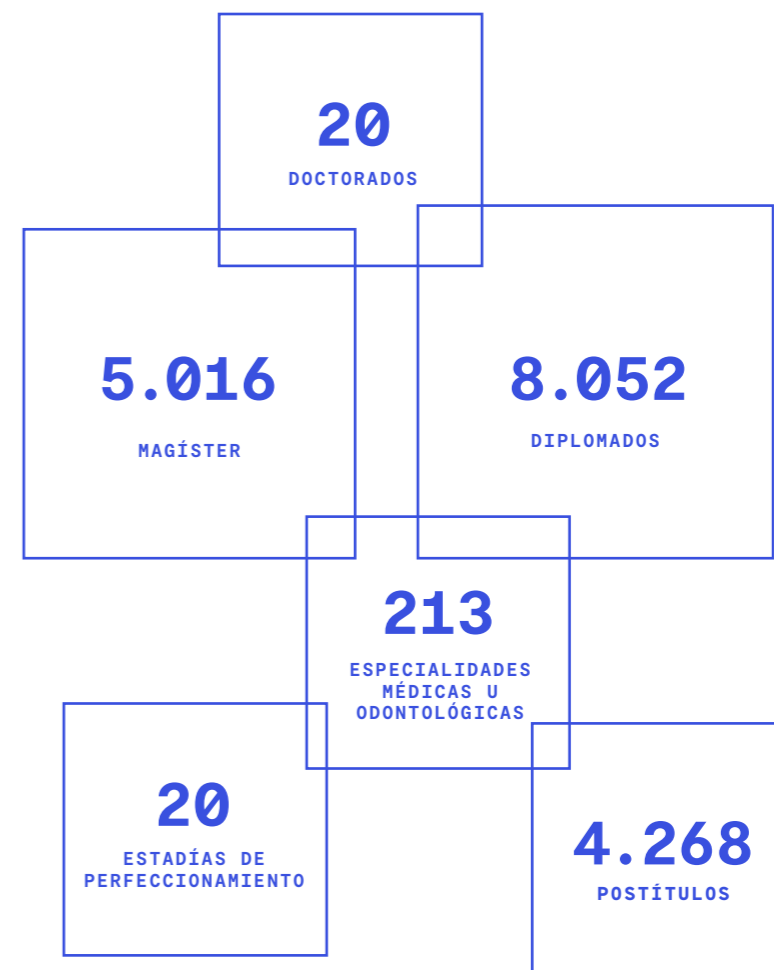 20
DOCTORADOS
5.016
MAGÍSTER
8.052
DIPLOMADOS
213
ESPECIALIDADES
MÉDICAS U
ODONTOLÓGICAS
20
ESTADÍAS DE
PERFECCIONAMIENTO
4.268
POSTÍTULOS